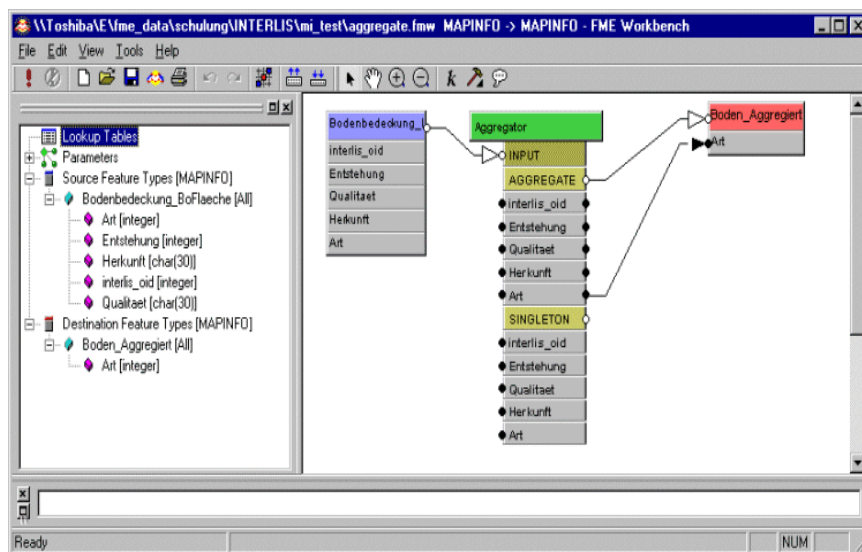 \\Toshiba\E\fme_data\schulung\INTERLIS\mi_test\aggregate.fmw MAPINFO -> MAPINFO - FME Workbench
File Edit View Tools Help
Lookup Tables
Parameters
Source Feature Types [MAPINFO]
Bodenbedeckung_BoFlaeche [All]
Art [integer]
Entstehung [integer]
Herkunft [char(30)]
interlis_oid [integer]
Qualitaet [char(30)]
Destination Feature Types [MAPINFO]
Boden_Aggregiert [All]
Art [integer]
Bodenbedeckung_
interlis_oid
Entstehung
Qualitaet
Herkunft
Art
Aggregator
INPUT
AGGREGATE
interlis_oid
Entstehung
Qualitaet
Herkunft
Art
SINGLETON
interlis_oid
Entstehung
Qualitaet
Herkunft
Art
Boden_Aggregiert
Art
Ready
NUM